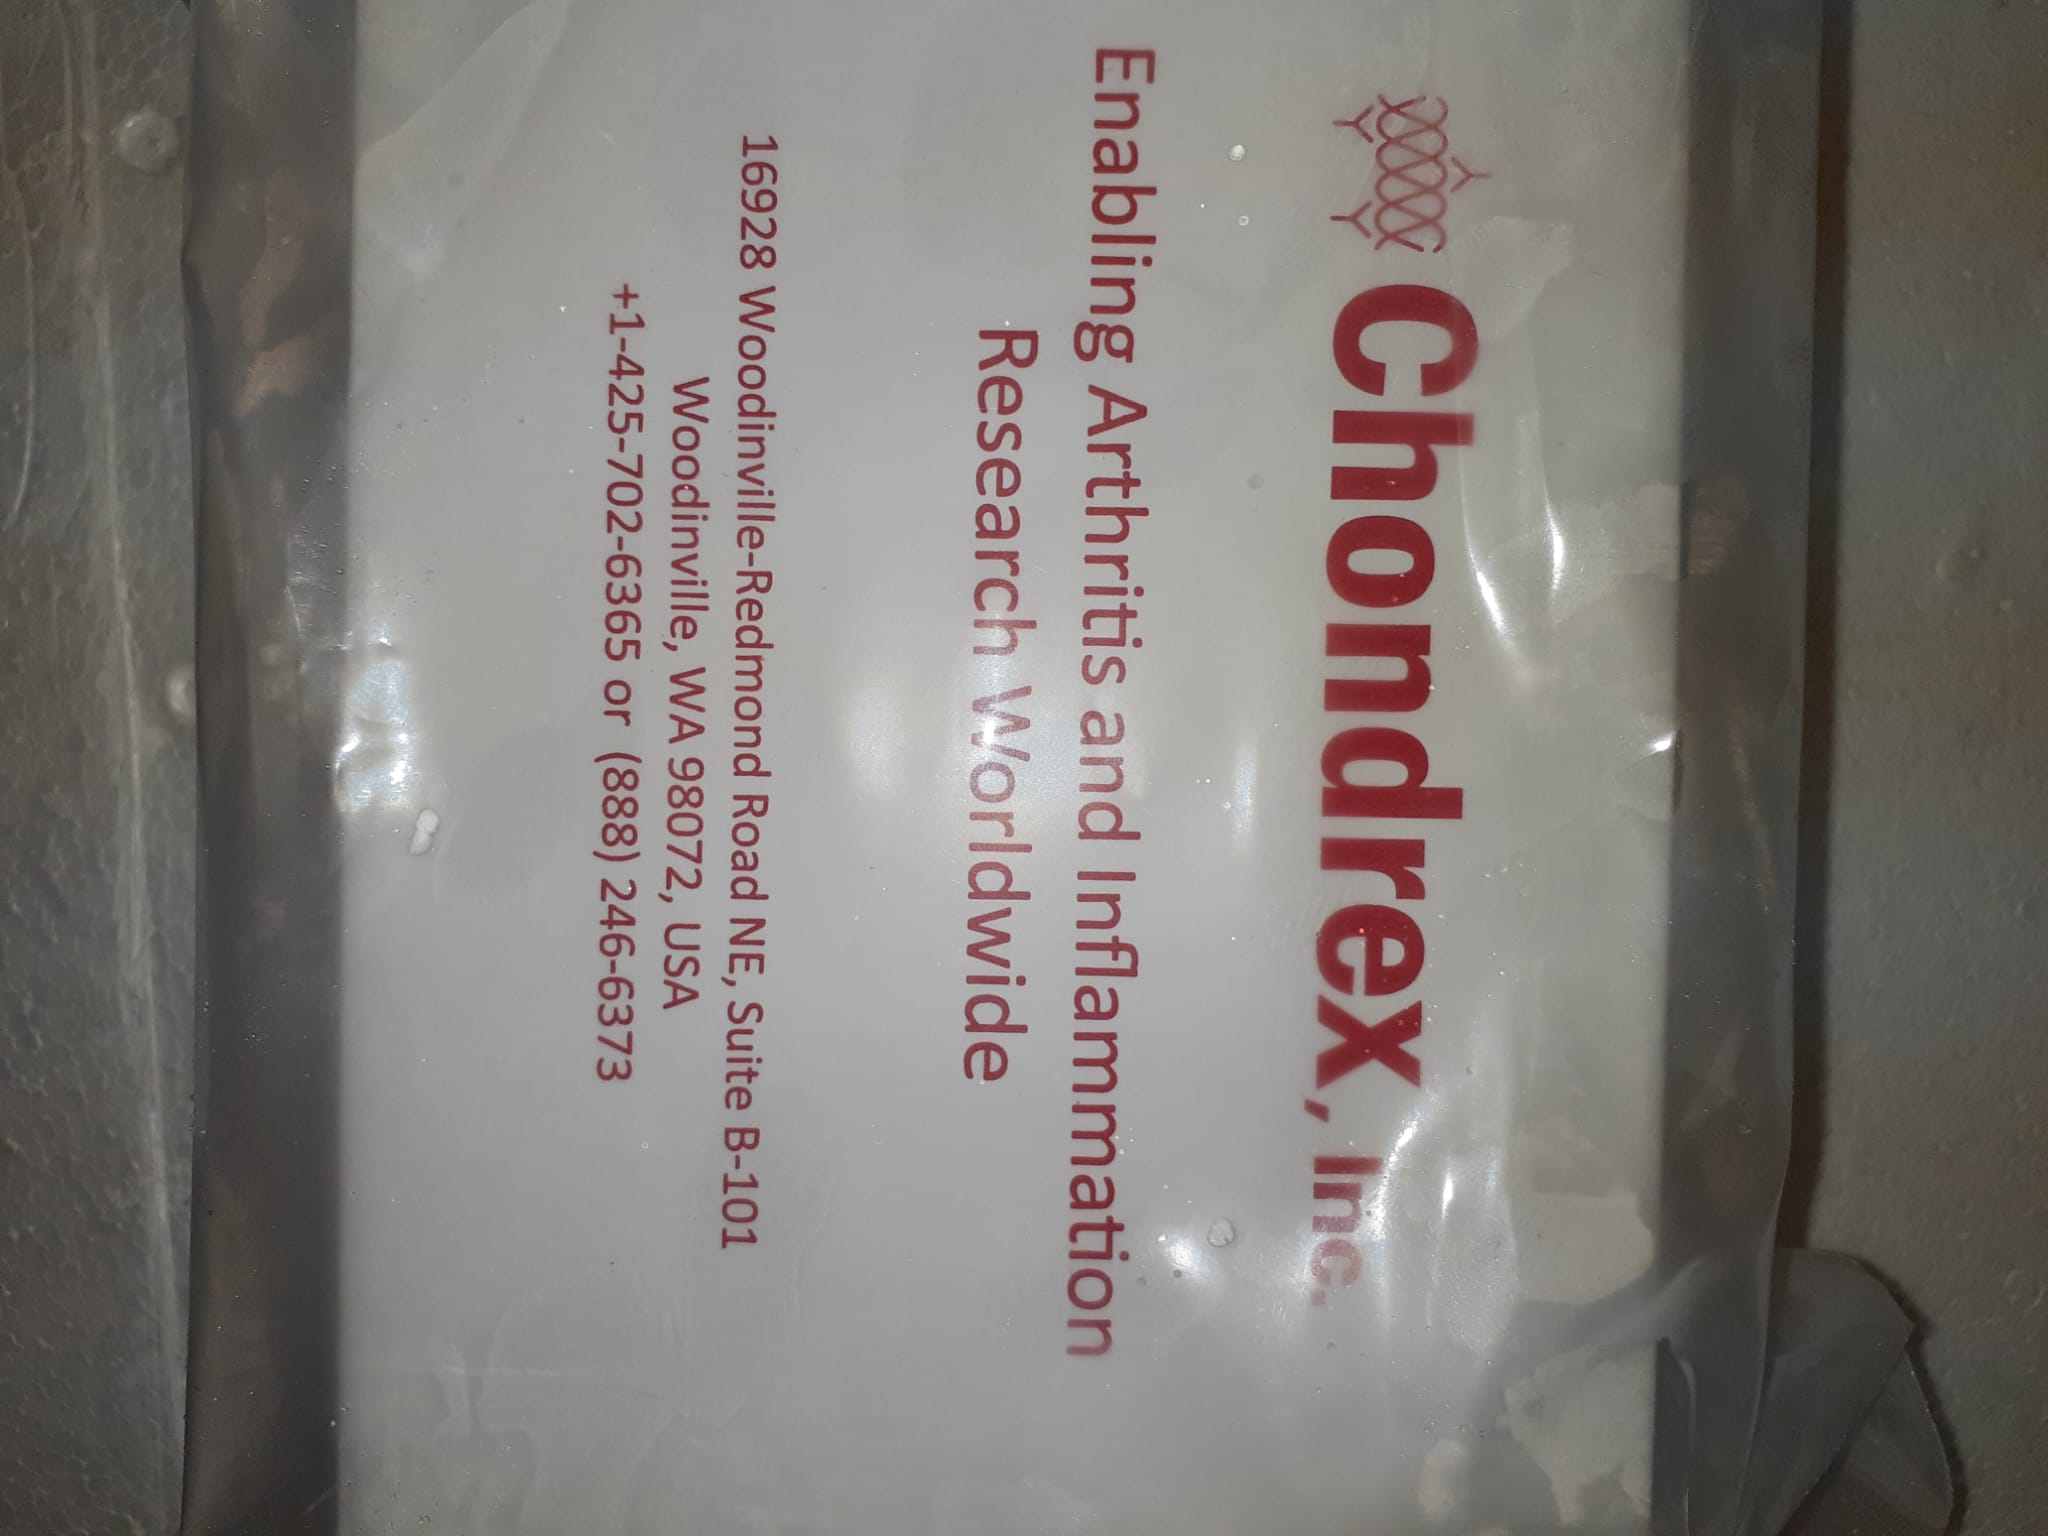 Chondrex, Inc.
Enabling Arthritis and Inflammation
Research Worldwide
16928 Woodinville-Redmond Road NE, Suite B-101
Woodinville, WA 98072, USA
+1-425-702-6365 or (888) 246-6373